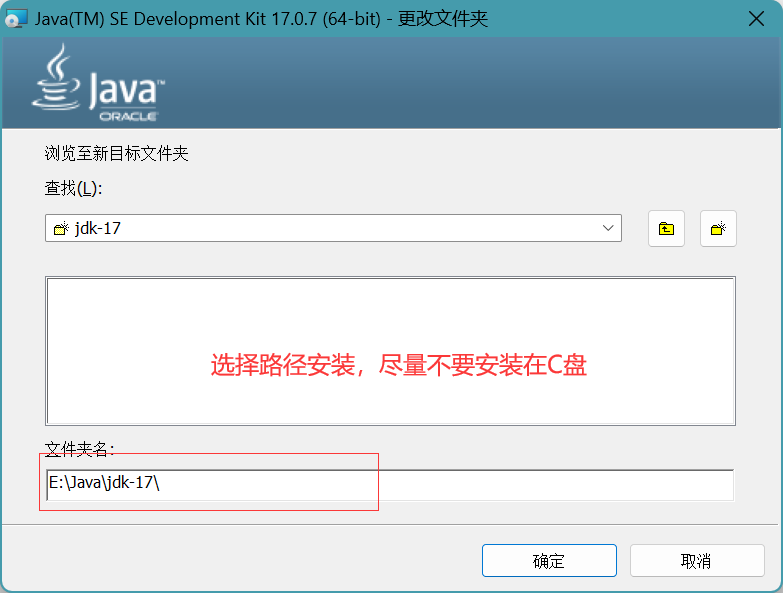 Java(TM) SE Development Kit 17.0.7 (64-bit) - 更改文件夹
Java™
ORACLE
浏览至新目标文件夹
查找(L):
jdk-17
选择路径安装，尽量不要安装在C盘
文件夹名:
E:\Java\jdk-17\
确定
取消